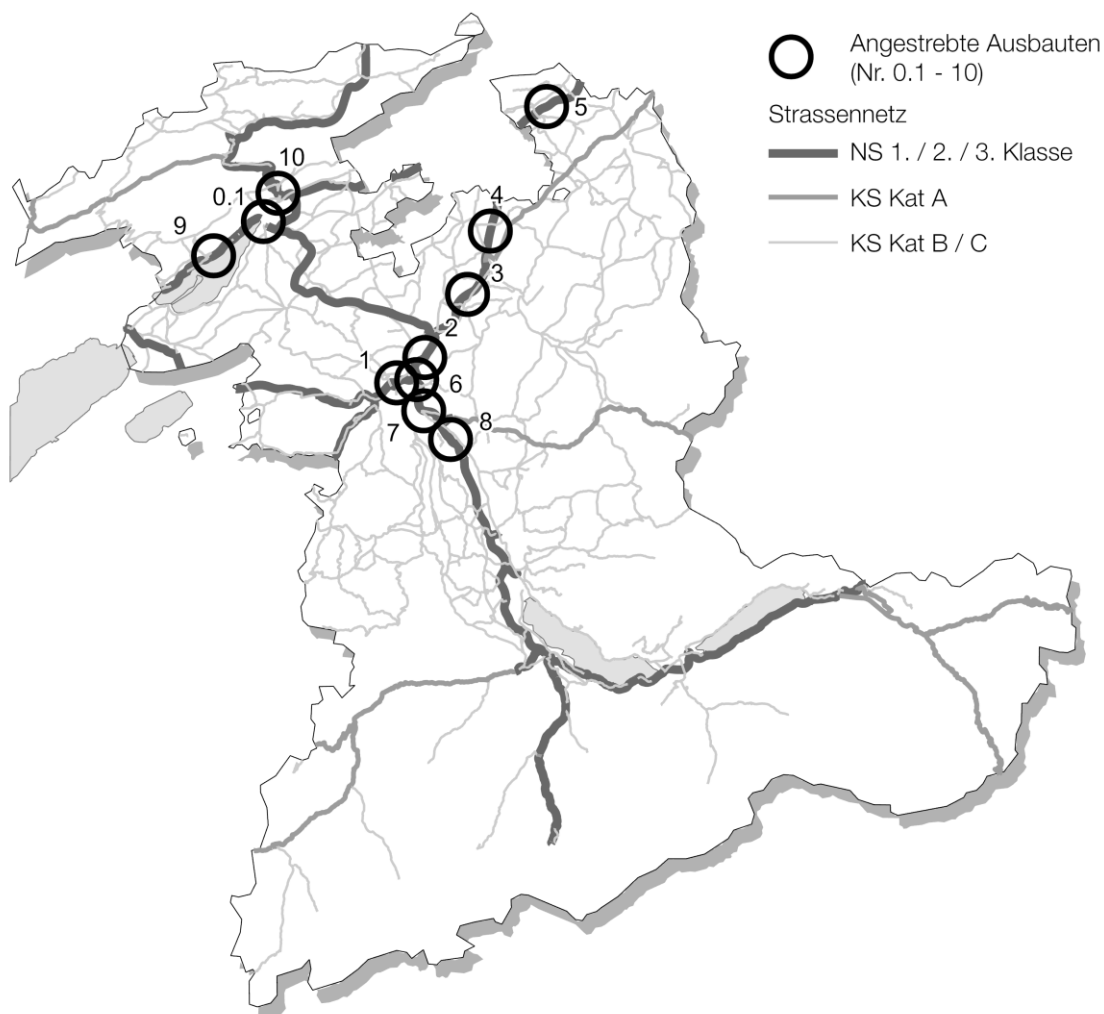 Angestrebte Ausbauten
(Nr. 0.1 - 10)
Strassennetz
NS 1. / 2. / 3. Klasse
KS Kat A
KS Kat B / C
5
10
0.1
4
9
3
2
1
6
7
8